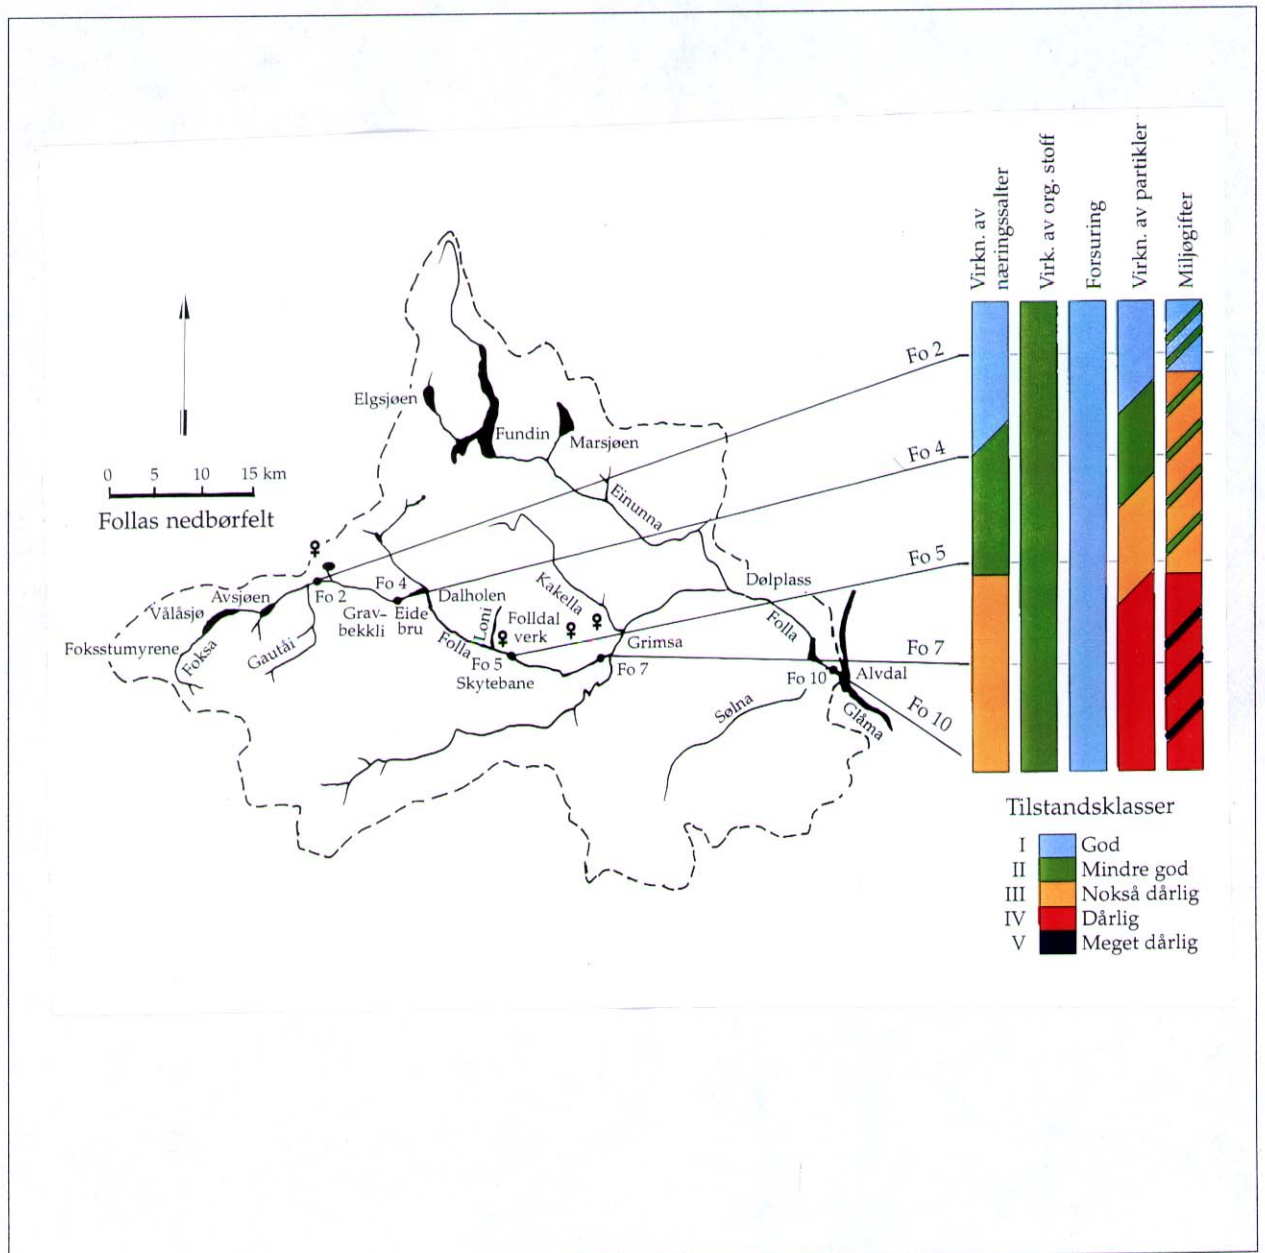 Virkn. av
næringssalter
Virk. av org. stoff
Forsuring
Virkn. av partikler
Miljøgifter
Fo 2
Elgsjøen
Fundin
Marsjøen
Fo 4
0 5 10 15 km
Follas nedbørfelt
Einunna
Fo 5
Dølplass
Kakella
Avsjøen
Fo 2
Fo 4
Dalholen
Vålåsjø
Grav-
bekkli
Eide
bru
Loni
Folldal
verk
Folla
Folla
Foksstumyrene
Foksa
Gautåi
Fo 5
Skytebane
Grimsa
Fo 7
Fo 7
Fo 10
Alvdal
Sølna
Glåma
Fo 10
Tilstandsklasser
I God
II Mindre god
III Nokså dårlig
IV Dårlig
V Meget dårlig